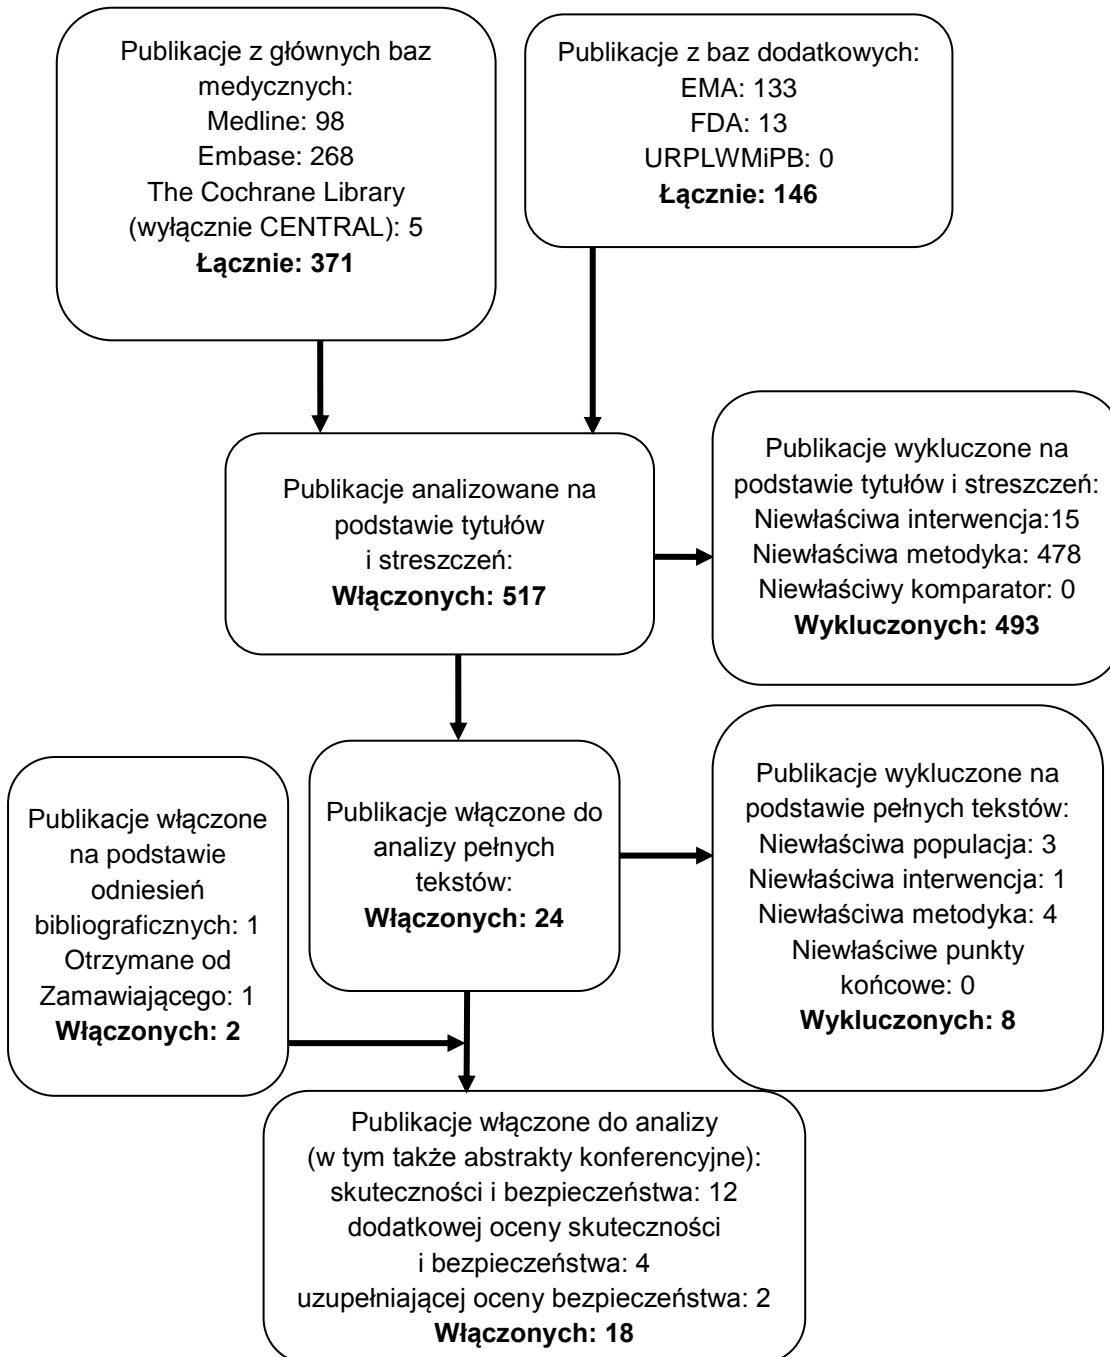 Publikacje z głównych baz
medycznych:
Medline: 98
Embase: 268
The Cochrane Library
(wyłącznie CENTRAL): 5
Łącznie: 371
Publikacje z baz dodatkowych:
EMA: 133
FDA: 13
URPLWMiPB: 0
Łącznie: 146
Publikacje analizowane na
podstawie tytułów
i streszczeń:
Włączonych: 517
Publikacje wykluczone na
podstawie tytułów i streszczeń:
Niewłaściwa interwencja:15
Niewłaściwa metodyka: 478
Niewłaściwy komparator: 0
Wykluczonych: 493
Publikacje włączone
na podstawie
odniesień
bibliograficznych: 1
Otrzymane od
Zamawiającego: 1
Włączonych: 2
Publikacje włączone do
analizy pełnych
tekstów:
Włączonych: 24
Publikacje wykluczone na
podstawie pełnych tekstów:
Niewłaściwa populacja: 3
Niewłaściwa interwencja: 1
Niewłaściwa metodyka: 4
Niewłaściwe punkty
końcowe: 0
Wykluczonych: 8
Publikacje włączone do analizy
(w tym także abstrakty konferencyjne):
skuteczności i bezpieczeństwa: 12
dodatkowej oceny skuteczności
i bezpieczeństwa: 4
uzupełniającej oceny bezpieczeństwa: 2
Włączonych: 18